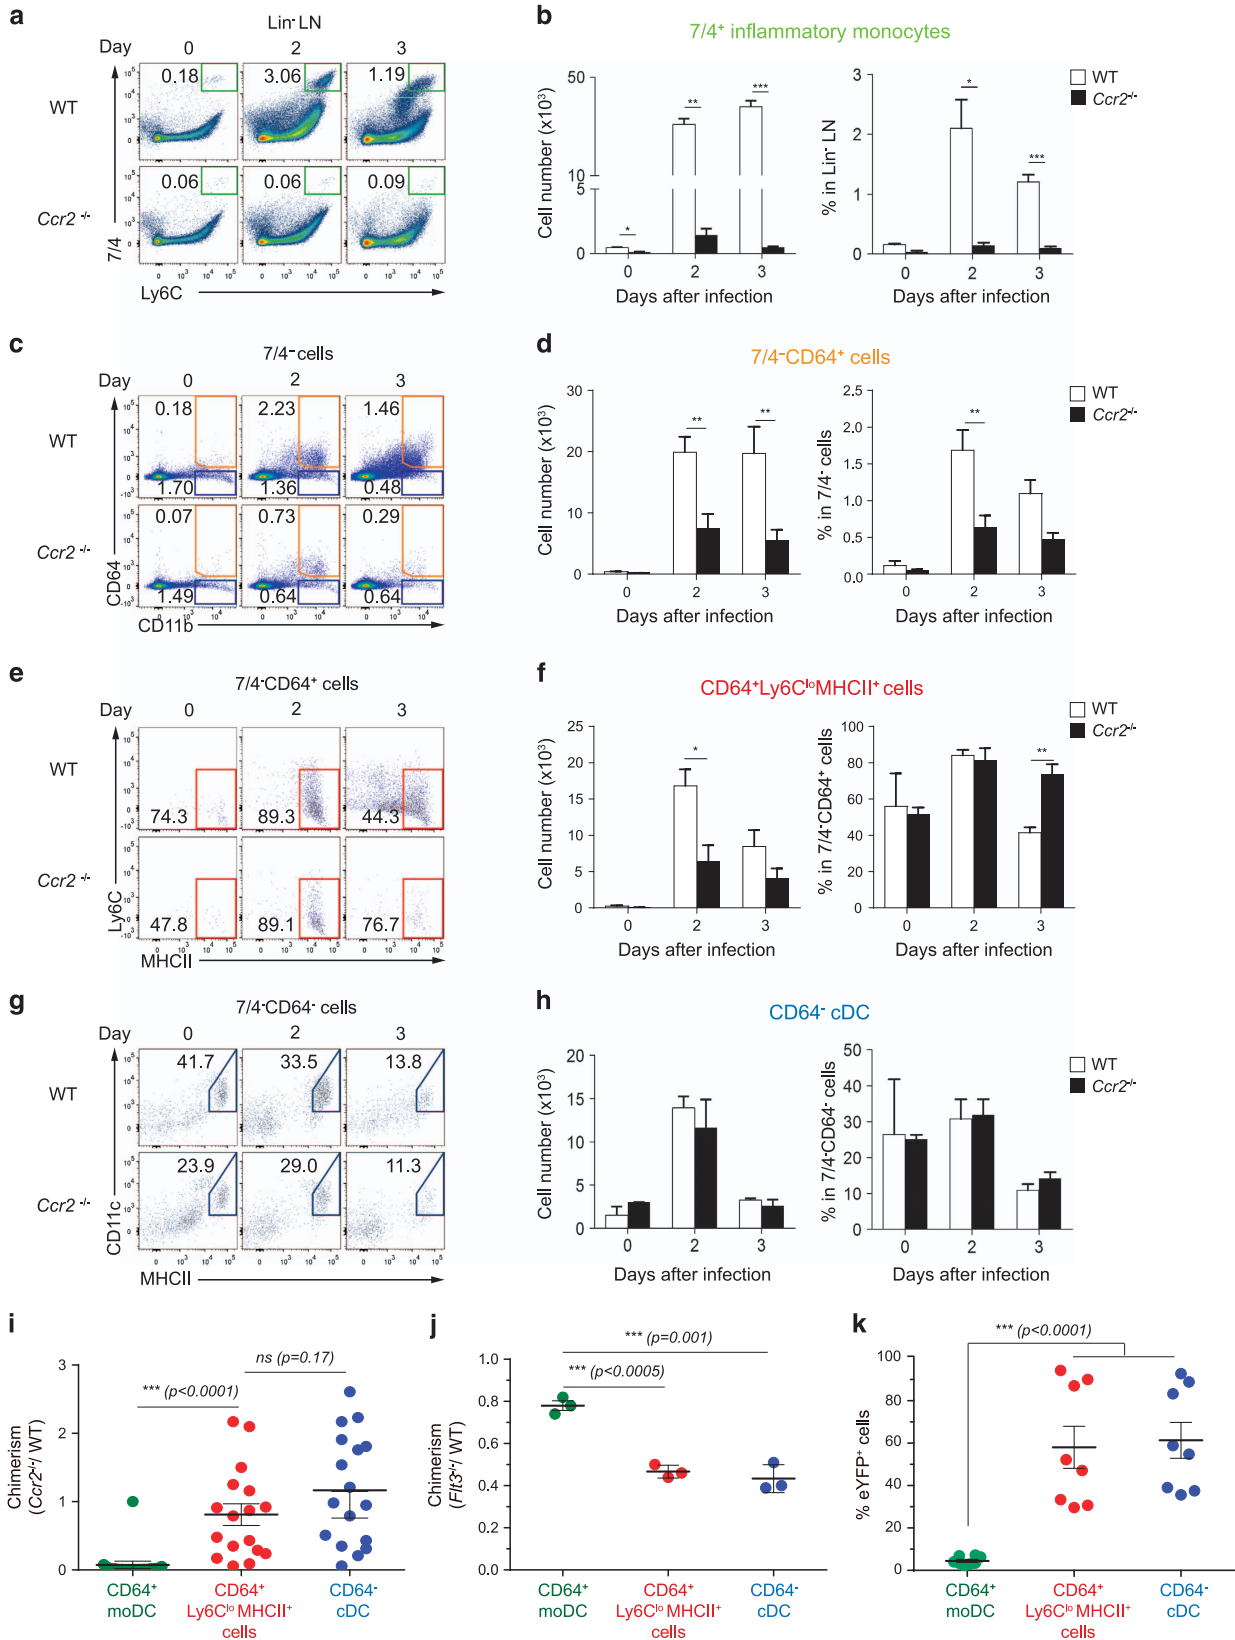 a
Lin⁻ LN
Day 0 2 3
WT
0.18 3.06 1.19
Ccr2 -/-
0.06 0.06 0.09
7/4
Ly6C
b
7/4⁺ inflammatory monocytes
Cell number (x10³)
50
10
5
0
* ** ***
0 2 3
Days after infection
% in Lin⁻ LN
3
2
1
0
* ***
0 2 3
Days after infection
WT
Ccr2⁻/⁻
c
7/4⁻ cells
Day 0 2 3
WT
0.18 2.23 1.46
1.70 1.36 0.48
Ccr2 -/-
0.07 0.73 0.29
1.49 0.64 0.64
CD64
CD11b
d
7/4⁻CD64⁺ cells
Cell number (x10³)
30
20
10
0
** **
0 2 3
Days after infection
% in 7/4⁻ cells
2.5
2.0
1.5
1.0
0.5
0.0
**
0 2 3
Days after infection
WT
Ccr2⁻/⁻
e
7/4⁻CD64⁺ cells
Day 0 2 3
WT
74.3 89.3 44.3
Ccr2 -/-
47.8 89.1 76.7
Ly6C
MHCII
f
CD64⁺Ly6CˡᵒMHCII⁺ cells
Cell number (x10³)
25
20
15
10
5
0
*
0 2 3
Days after infection
% in 7/4⁻CD64⁺ cells
100
80
60
40
20
0
**
0 2 3
Days after infection
WT
Ccr2⁻/⁻
g
7/4⁻CD64⁻ cells
Day 0 2 3
WT
41.7 33.5 13.8
Ccr2 -/-
23.9 29.0 11.3
CD11c
MHCII
h
CD64⁻ cDC
Cell number (x10³)
20
15
10
5
0
0 2 3
Days after infection
% in 7/4⁻CD64⁻ cells
50
40
30
20
10
0
0 2 3
Days after infection
WT
Ccr2⁻/⁻
i
Chimerism
(Ccr2⁻/⁻/ WT)
3
2
1
0
*** (p<0.0001)
ns (p=0.17)
CD64⁺
moDC
CD64⁺
Ly6Cˡᵒ MHCII⁺
cells
CD64⁻
cDC
j
Chimerism
(Flt3⁻/⁻/ WT)
1.0
0.8
0.6
0.4
0.2
0.0
*** (p=0.001)
*** (p<0.0005)
CD64⁺
moDC
CD64⁺
Ly6Cˡᵒ MHCII⁺
cells
CD64⁻
cDC
k
% eYFP⁺ cells
100
80
60
40
20
0
*** (p<0.0001)
CD64⁺
moDC
CD64⁺
Ly6Cˡᵒ MHCII⁺
cells
CD64⁻
cDC